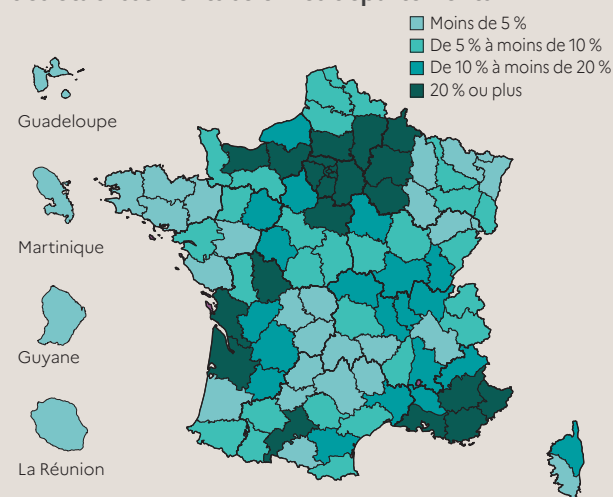 Moins de 5 %
De 5 % à moins de 10 %
De 10 % à moins de 20 %
20 % ou plus
Guadeloupe
Martinique
Guyane
La Réunion